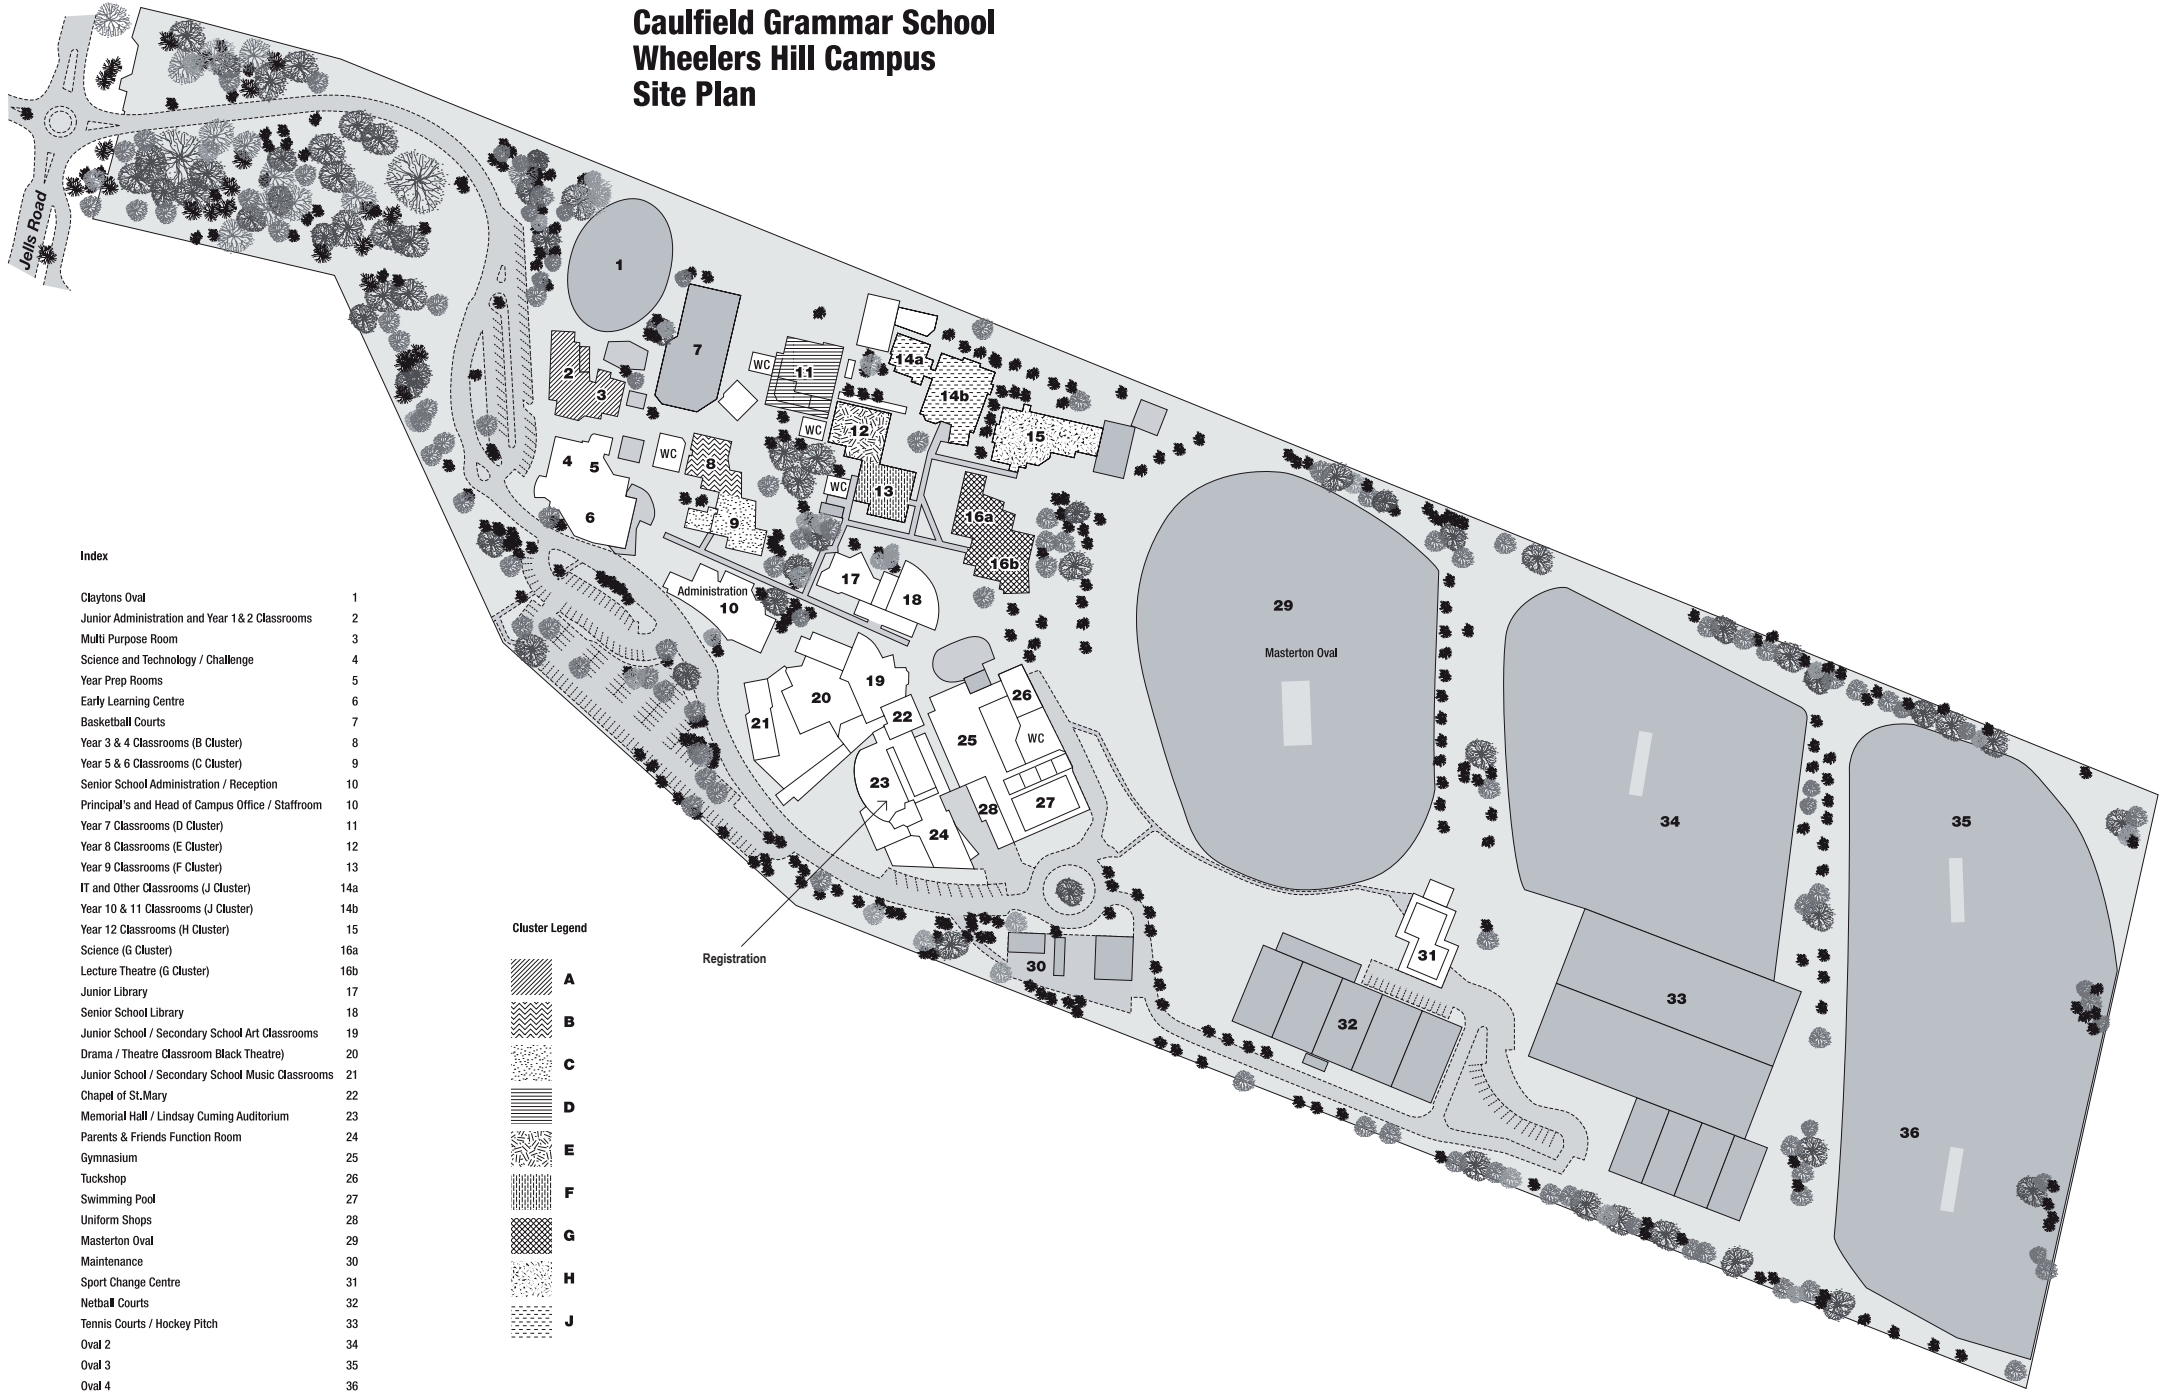 Caulfield Grammar School
Wheelers Hill Campus
Site Plan
Jells Road
1
7
2
3
WC
11
14a
14b
4
5
WC
8
WC
12
15
6
9
WC
13
16a
16b
Administration
10
17
18
29
Masterton Oval
20
19
21
22
26
25
WC
23
28
27
24
34
35
Registration
30
31
32
33
36
Index
Claytons Oval 1
Junior Administration and Year 1&2 Classrooms 2
Multi Purpose Room 3
Science and Technology / Challenge 4
Year Prep Rooms 5
Early Learning Centre 6
Basketball Courts 7
Year 3 & 4 Classrooms (B Cluster) 8
Year 5 & 6 Classrooms (C Cluster) 9
Senior School Administration / Reception 10
Principal's and Head of Campus Office / Staffroom 10
Year 7 Classrooms (D Cluster) 11
Year 8 Classrooms (E Cluster) 12
Year 9 Classrooms (F Cluster) 13
IT and Other Classrooms (J Cluster) 14a
Year 10 & 11 Classrooms (J Cluster) 14b
Year 12 Classrooms (H Cluster) 15
Science (G Cluster) 16a
Lecture Theatre (G Cluster) 16b
Junior Library 17
Senior School Library 18
Junior School / Secondary School Art Classrooms 19
Drama / Theatre Classroom Black Theatre) 20
Junior School / Secondary School Music Classrooms 21
Chapel of St.Mary 22
Memorial Hall / Lindsay Cuming Auditorium 23
Parents & Friends Function Room 24
Gymnasium 25
Tuckshop 26
Swimming Pool 27
Uniform Shops 28
Masterton Oval 29
Maintenance 30
Sport Change Centre 31
Netball Courts 32
Tennis Courts / Hockey Pitch 33
Oval 2 34
Oval 3 35
Oval 4 36
Cluster Legend
A
B
C
D
E
F
G
H
J